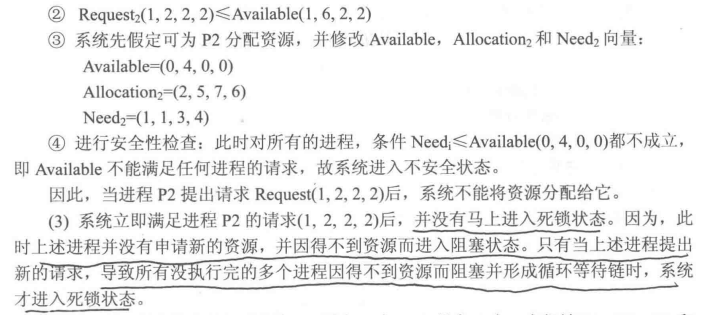 ② Request₂(1, 2, 2, 2)≤Available(1, 6, 2, 2)
③ 系统先假定可为 P2 分配资源，并修改 Available，Allocation₂ 和 Need₂ 向量：
Available=(0, 4, 0, 0)
Allocation₂=(2, 5, 7, 6)
Need₂=(1, 1, 3, 4)
④ 进行安全性检查：此时对所有的进程，条件 Needᵢ≤Available(0, 4, 0, 0)都不成立，
即 Available 不能满足任何进程的请求，故系统进入不安全状态。
因此，当进程 P2 提出请求 Request(1, 2, 2, 2)后，系统不能将资源分配给它。
(3) 系统立即满足进程 P2 的请求(1, 2, 2, 2)后，并没有马上进入死锁状态。因为，此
时上述进程并没有申请新的资源，并因得不到资源而进入阻塞状态。只有当上述进程提出
新的请求，导致所有没执行完的多个进程因得不到资源而阻塞并形成循环等待链时，系统
才进入死锁状态。